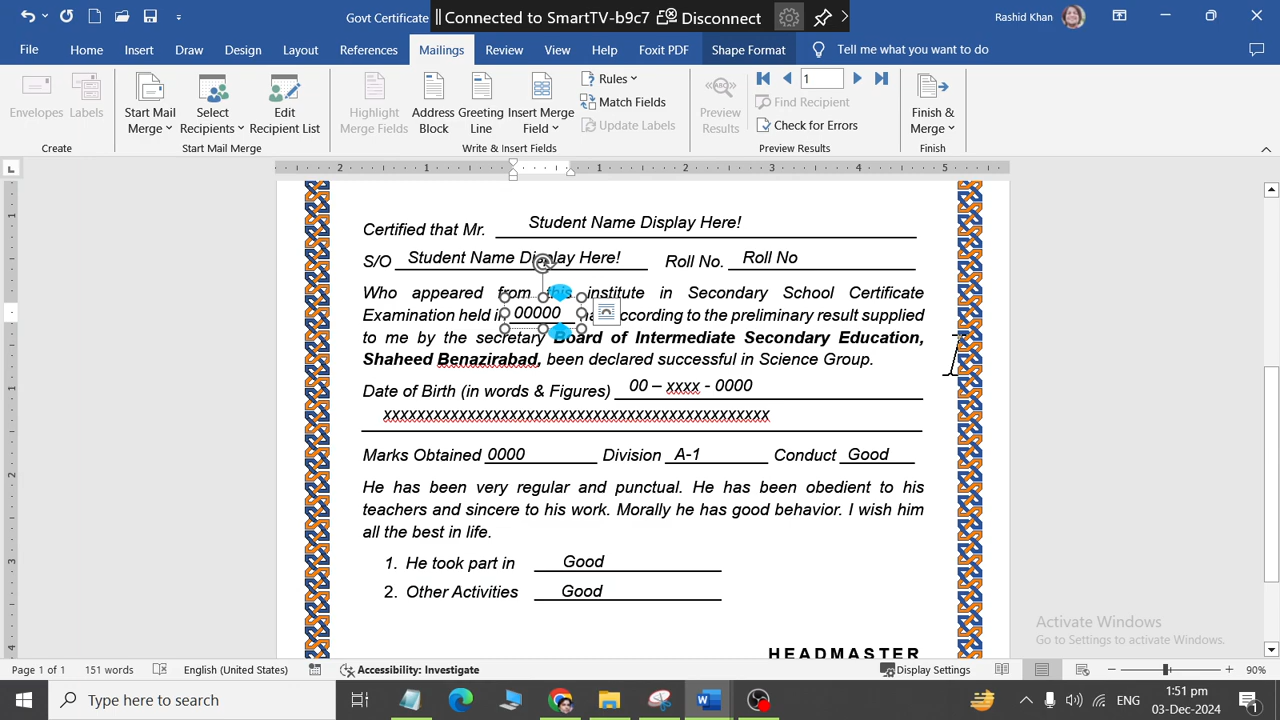 Govt Certificate
Connected to SmartTV-b9c7 Disconnect
Rashid Khan
File Home Insert Draw Design Layout References Mailings Review View Help Foxit PDF Shape Format Tell me what you want to do
Envelopes Labels
Start Mail Merge
Select Recipients
Edit Recipient List
Highlight Merge Fields
Address Block
Greeting Line
Insert Merge Field
Rules
Match Fields
Update Labels
Preview Results
1
Find Recipient
Check for Errors
Finish & Merge
Create Start Mail Merge Write & Insert Fields Preview Results Finish
2 1 1 2 3 4 5
Certified that Mr. Student Name Display Here!
S/O Student Name Display Here! Roll No. Roll No
Who appeared from this institute in Secondary School Certificate
Examination held in 00000 according to the preliminary result supplied
to me by the secretary Board of Intermediate Secondary Education,
Shaheed Benazirabad, been declared successful in Science Group.
Date of Birth (in words & Figures) 00 – xxxx - 0000
xxxxxxxxxxxxxxxxxxxxxxxxxxxxxxxxxxxxxxxxxxx
Marks Obtained 0000 Division A-1 Conduct Good
He has been very regular and punctual. He has been obedient to his
teachers and sincere to his work. Morally he has good behavior. I wish him
all the best in life.
1. He took part in Good
2. Other Activities Good
HEADMASTER
Activate Windows
Go to Settings to activate Windows.
Page 1 of 1 151 words English (United States) Accessibility: Investigate Display Settings 90%
Type here to search
ENG
1:51 pm
03-Dec-2024
1